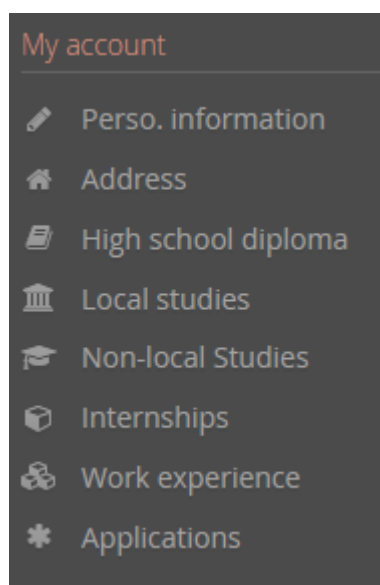 My account
Perso. information
Address
High school diploma
Local studies
Non-local Studies
Internships
Work experience
Applications